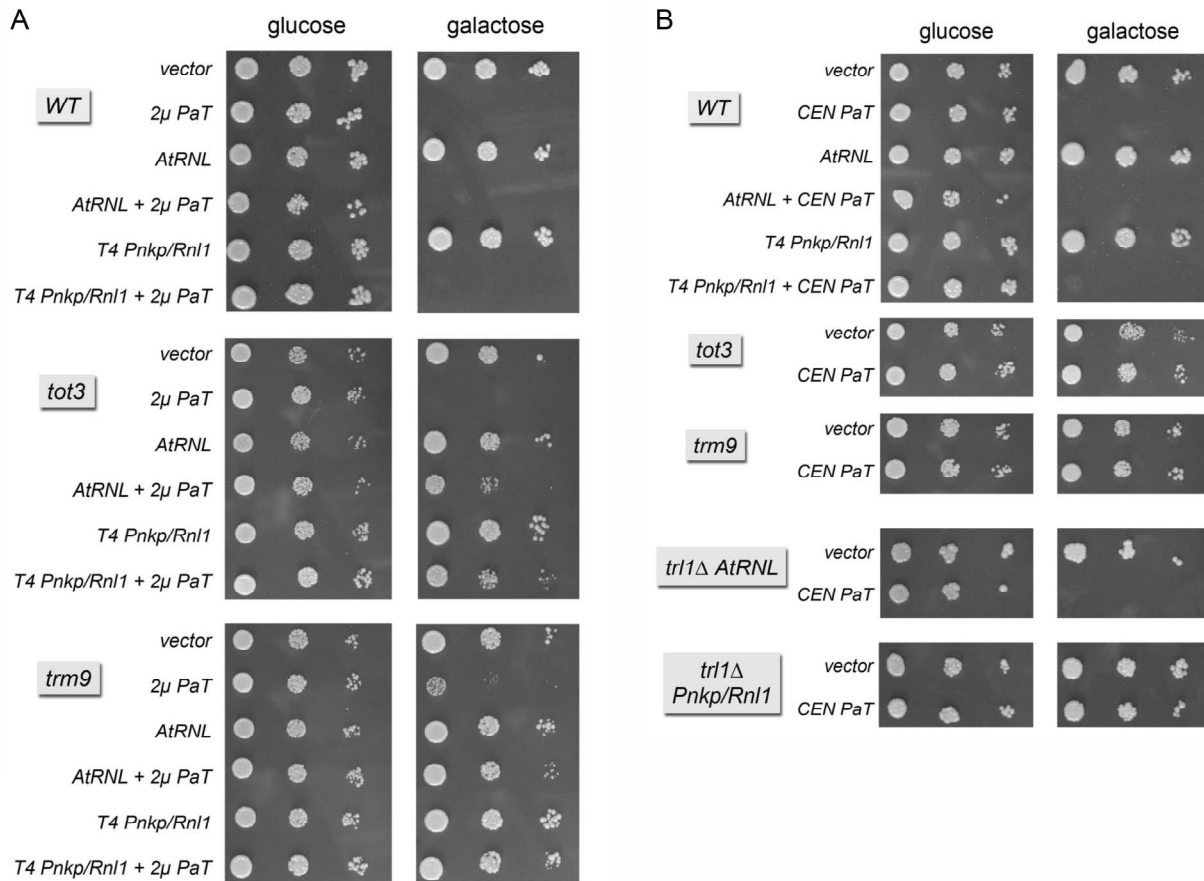 A
glucose galactose
WT
vector
2μ PaT
AtRNL
AtRNL + 2μ PaT
T4 Pnkp/Rnl1
T4 Pnkp/Rnl1 + 2μ PaT
tot3
vector
2μ PaT
AtRNL
AtRNL + 2μ PaT
T4 Pnkp/Rnl1
T4 Pnkp/Rnl1 + 2μ PaT
trm9
vector
2μ PaT
AtRNL
AtRNL + 2μ PaT
T4 Pnkp/Rnl1
T4 Pnkp/Rnl1 + 2μ PaT
B
glucose galactose
WT
vector
CEN PaT
AtRNL
AtRNL + CEN PaT
T4 Pnkp/Rnl1
T4 Pnkp/Rnl1 + CEN PaT
tot3
vector
CEN PaT
trm9
vector
CEN PaT
trl1Δ AtRNL
vector
CEN PaT
trl1Δ
Pnkp/Rnl1
vector
CEN PaT